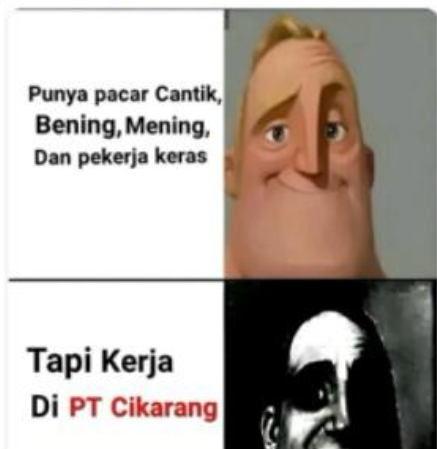 Punya pacar Cantik,
Bening, Mening,
Dan pekerja keras
Tapi Kerja
Di PT Cikarang